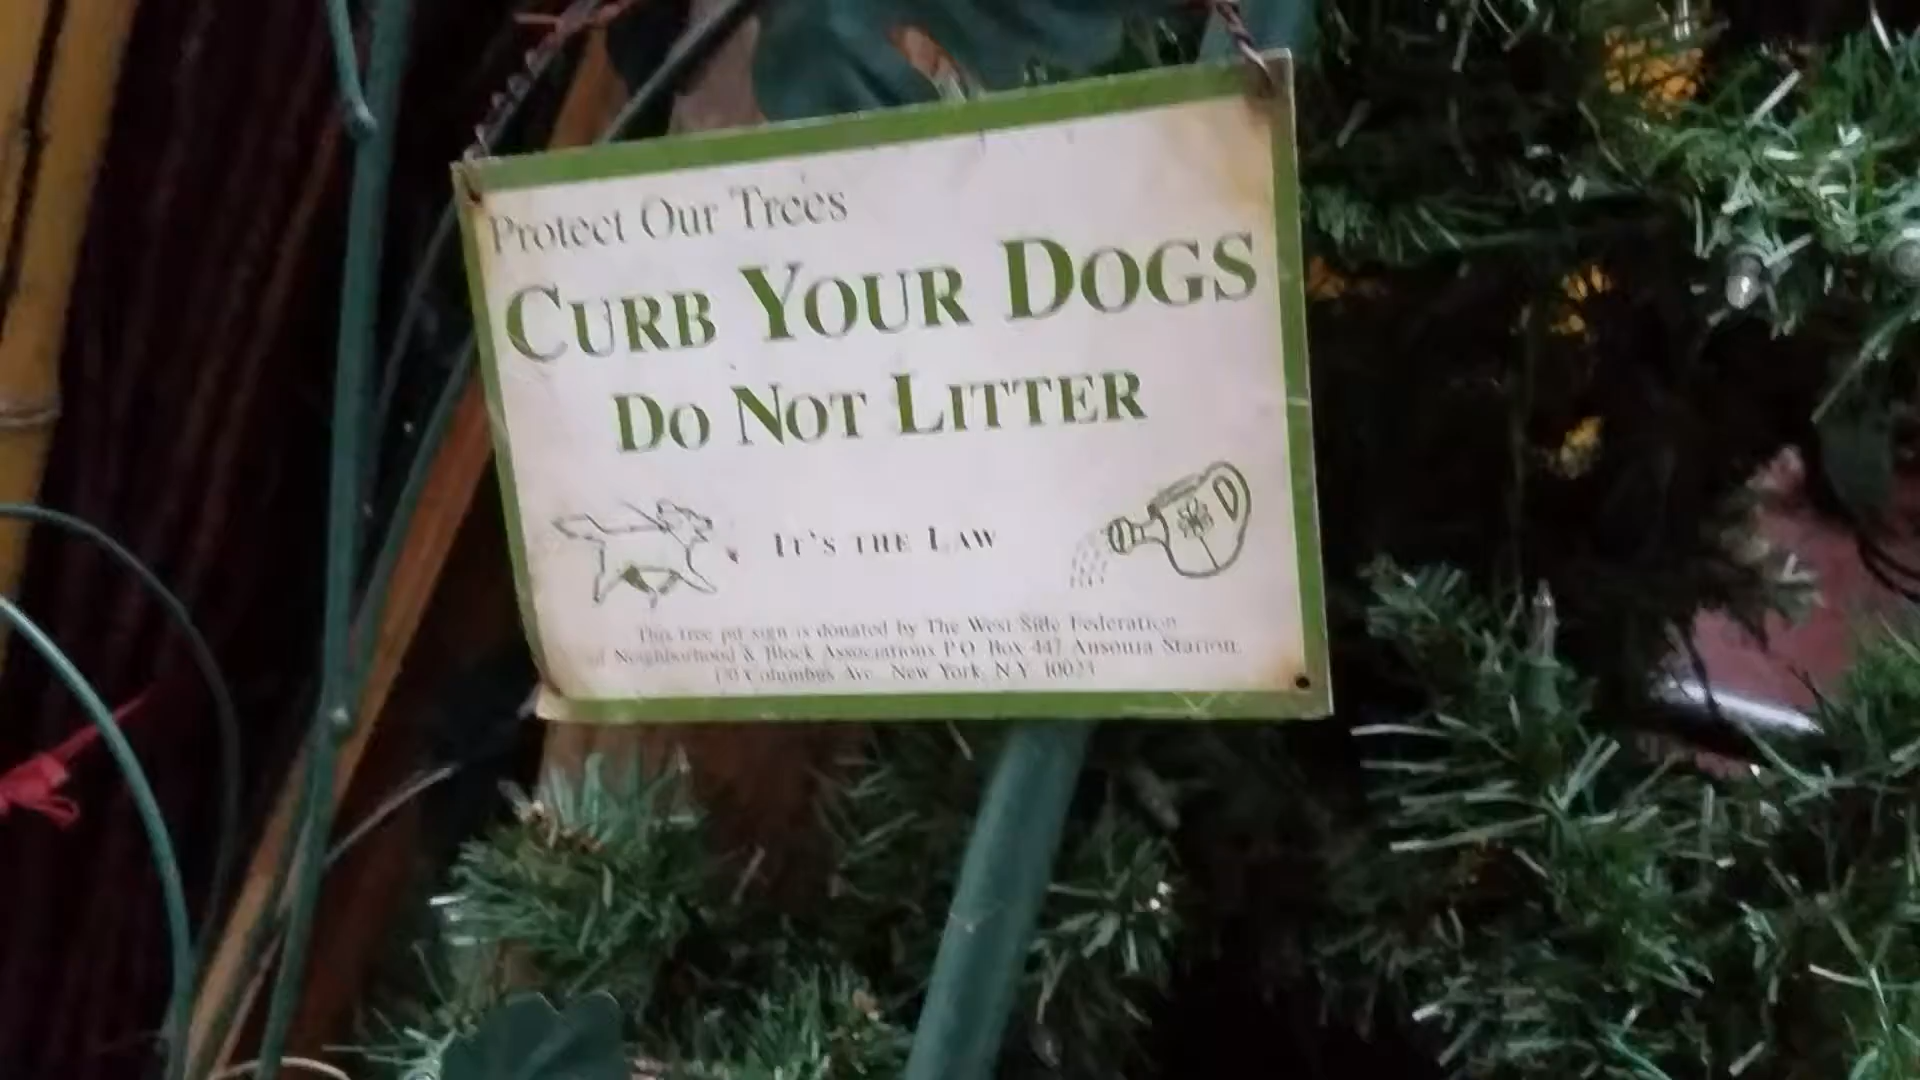 Protect Our Trees
CURB YOUR DOGS
DO NOT LITTER
IT'S THE LAW
This tree pit sign is donated by The West Side Federation
of Neighborhood & Block Associations P.O. Box 447 Ansonia Station
Columbus Ave. New York, N.Y. 10023